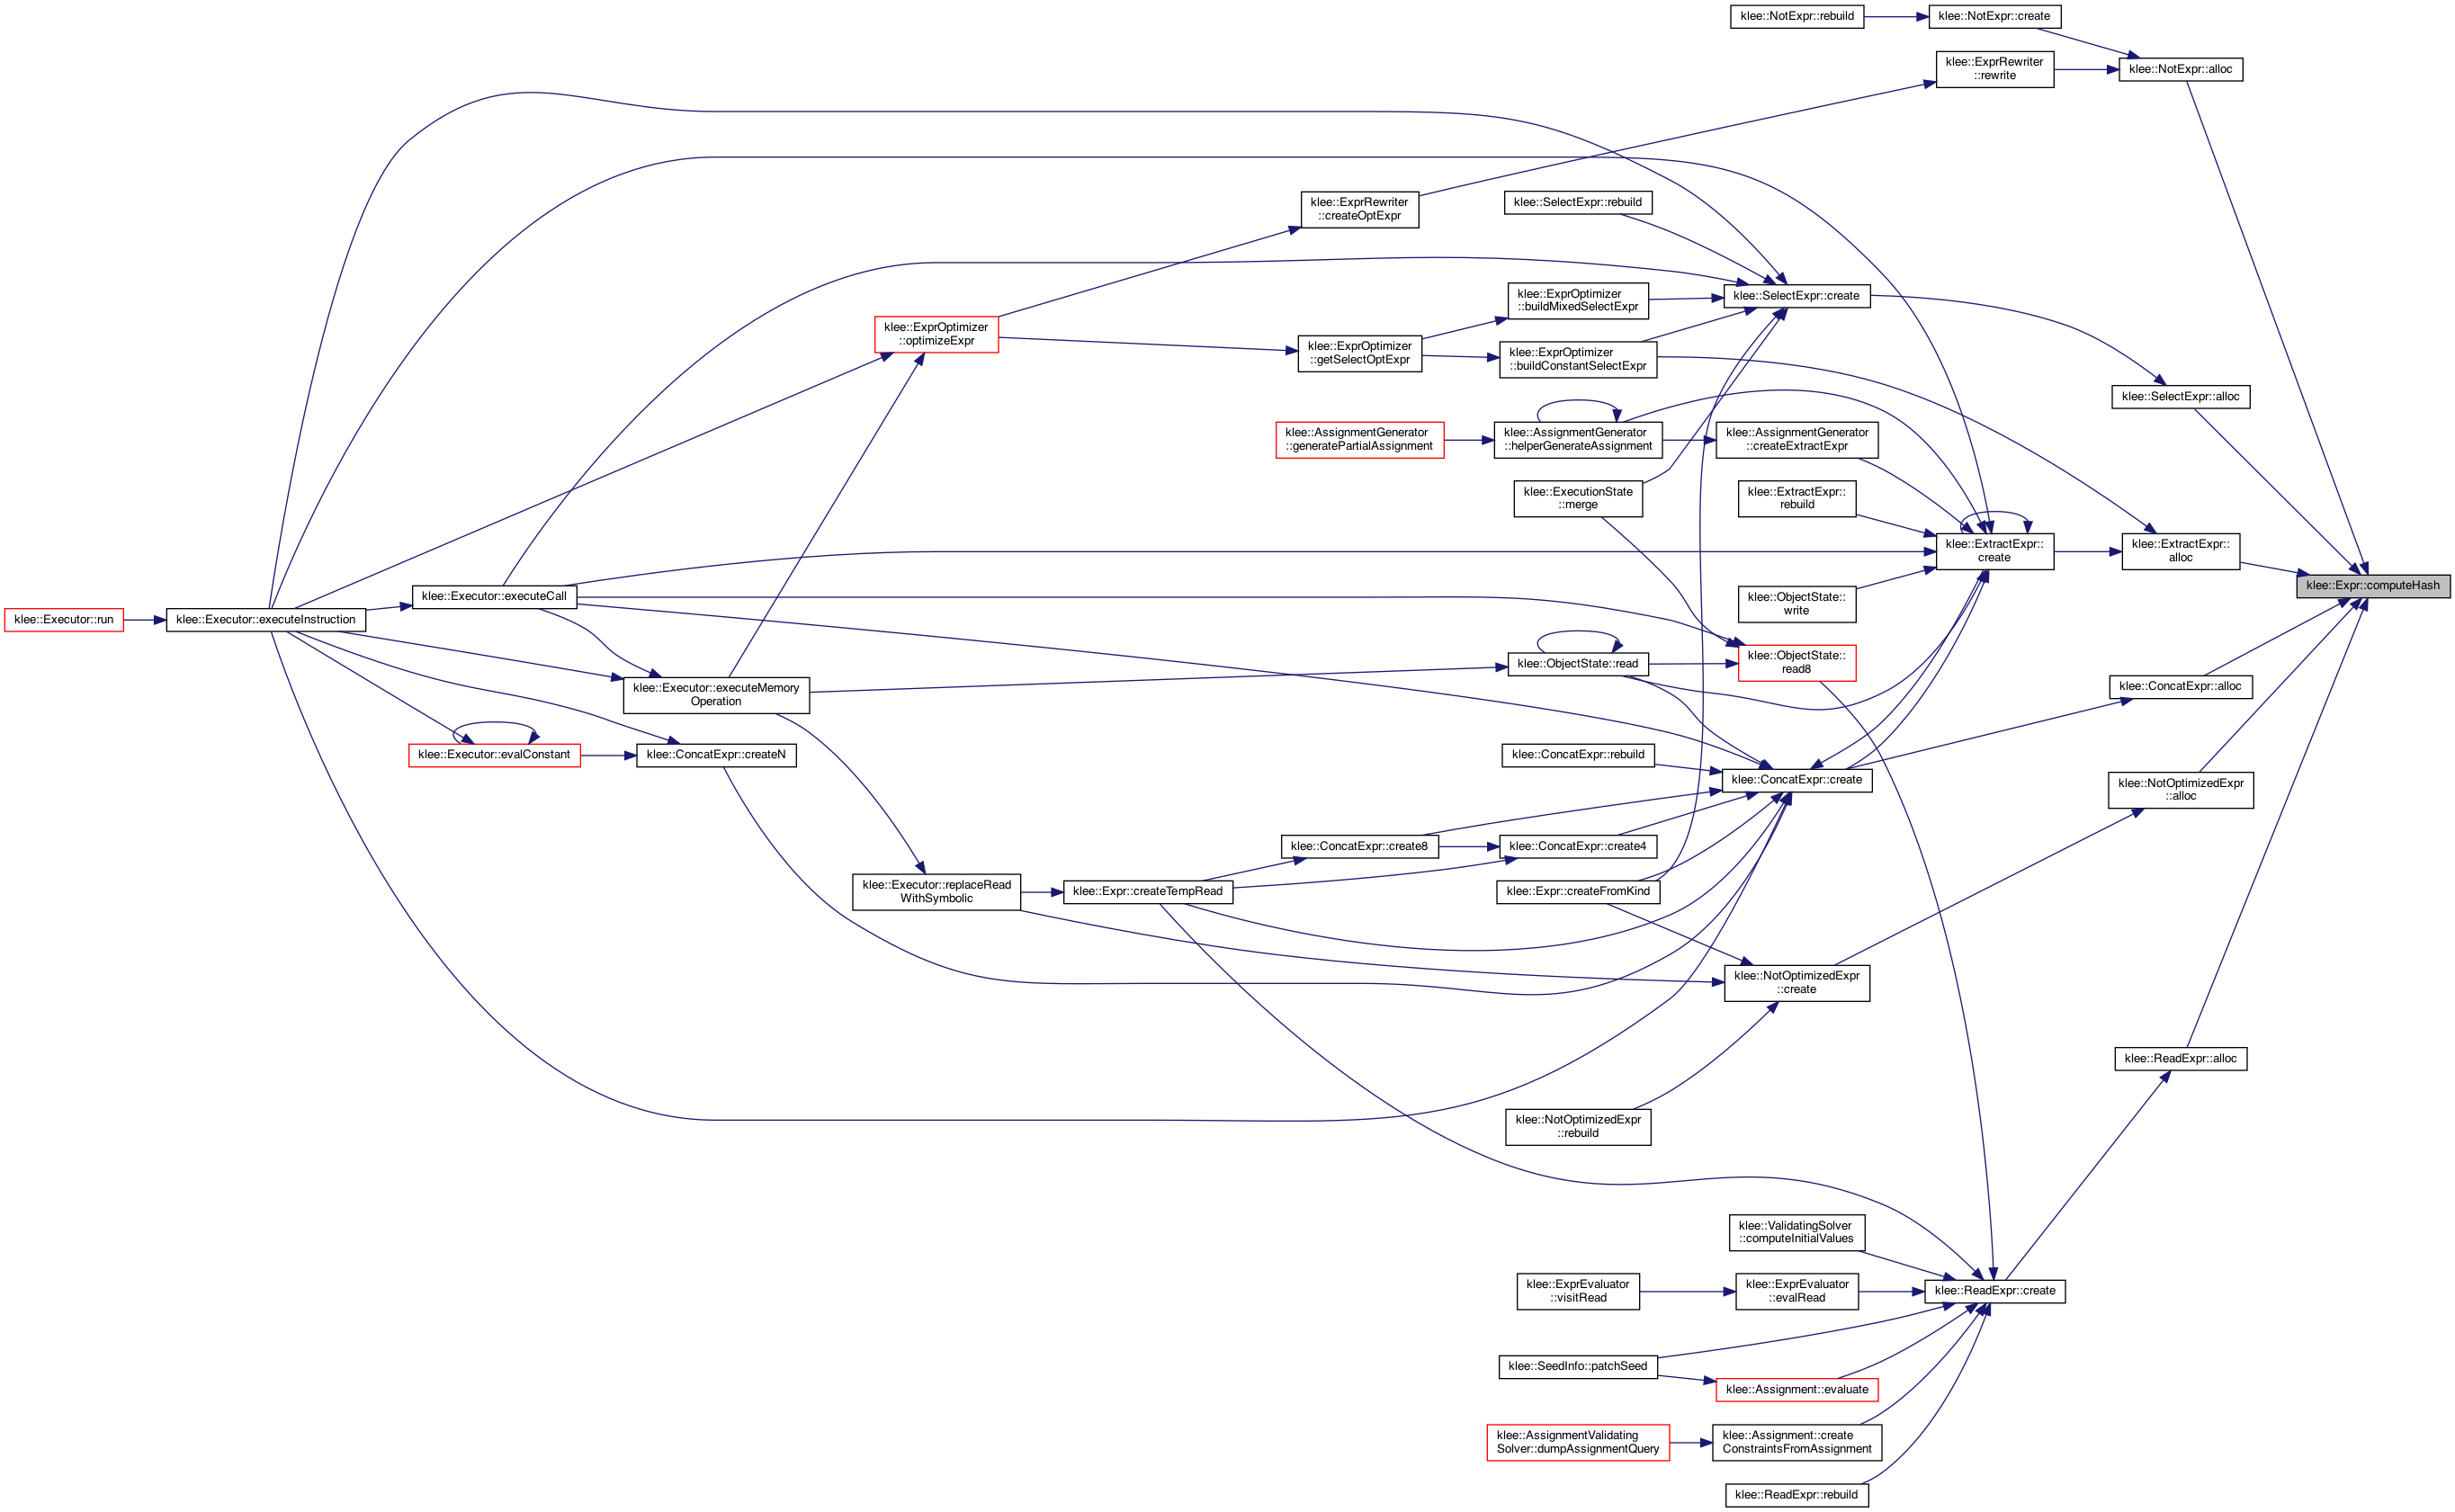 klee::NotExpr::rebuild
klee::NotExpr::create
klee::ExprRewriter
::rewrite
klee::NotExpr::alloc
klee::ExprRewriter
::createOptExpr
klee::SelectExpr::rebuild
klee::ExprOptimizer
::buildMixedSelectExpr
klee::SelectExpr::create
klee::ExprOptimizer
::optimizeExpr
klee::ExprOptimizer
::getSelectOptExpr
klee::ExprOptimizer
::buildConstantSelectExpr
klee::SelectExpr::alloc
klee::AssignmentGenerator
::generatePartialAssignment
klee::AssignmentGenerator
::helperGenerateAssignment
klee::AssignmentGenerator
::createExtractExpr
klee::ExecutionState
::merge
klee::ExtractExpr::
rebuild
klee::ExtractExpr::
create
klee::ExtractExpr::
alloc
klee::Expr::computeHash
klee::Executor::run
klee::Executor::executeInstruction
klee::Executor::executeCall
klee::ObjectState::
write
klee::ObjectState::read
klee::ObjectState::
read8
klee::Executor::executeMemory
Operation
klee::ConcatExpr::alloc
klee::Executor::evalConstant
klee::ConcatExpr::createN
klee::ConcatExpr::rebuild
klee::ConcatExpr::create
klee::NotOptimizedExpr
::alloc
klee::ConcatExpr::create8
klee::ConcatExpr::create4
klee::Executor::replaceRead
WithSymbolic
klee::Expr::createTempRead
klee::Expr::createFromKind
klee::NotOptimizedExpr
::create
klee::ReadExpr::alloc
klee::NotOptimizedExpr
::rebuild
klee::ValidatingSolver
::computeInitialValues
klee::ExprEvaluator
::visitRead
klee::ExprEvaluator
::evalRead
klee::ReadExpr::create
klee::SeedInfo::patchSeed
klee::Assignment::evaluate
klee::AssignmentValidating
Solver::dumpAssignmentQuery
klee::Assignment::create
ConstraintsFromAssignment
klee::ReadExpr::rebuild